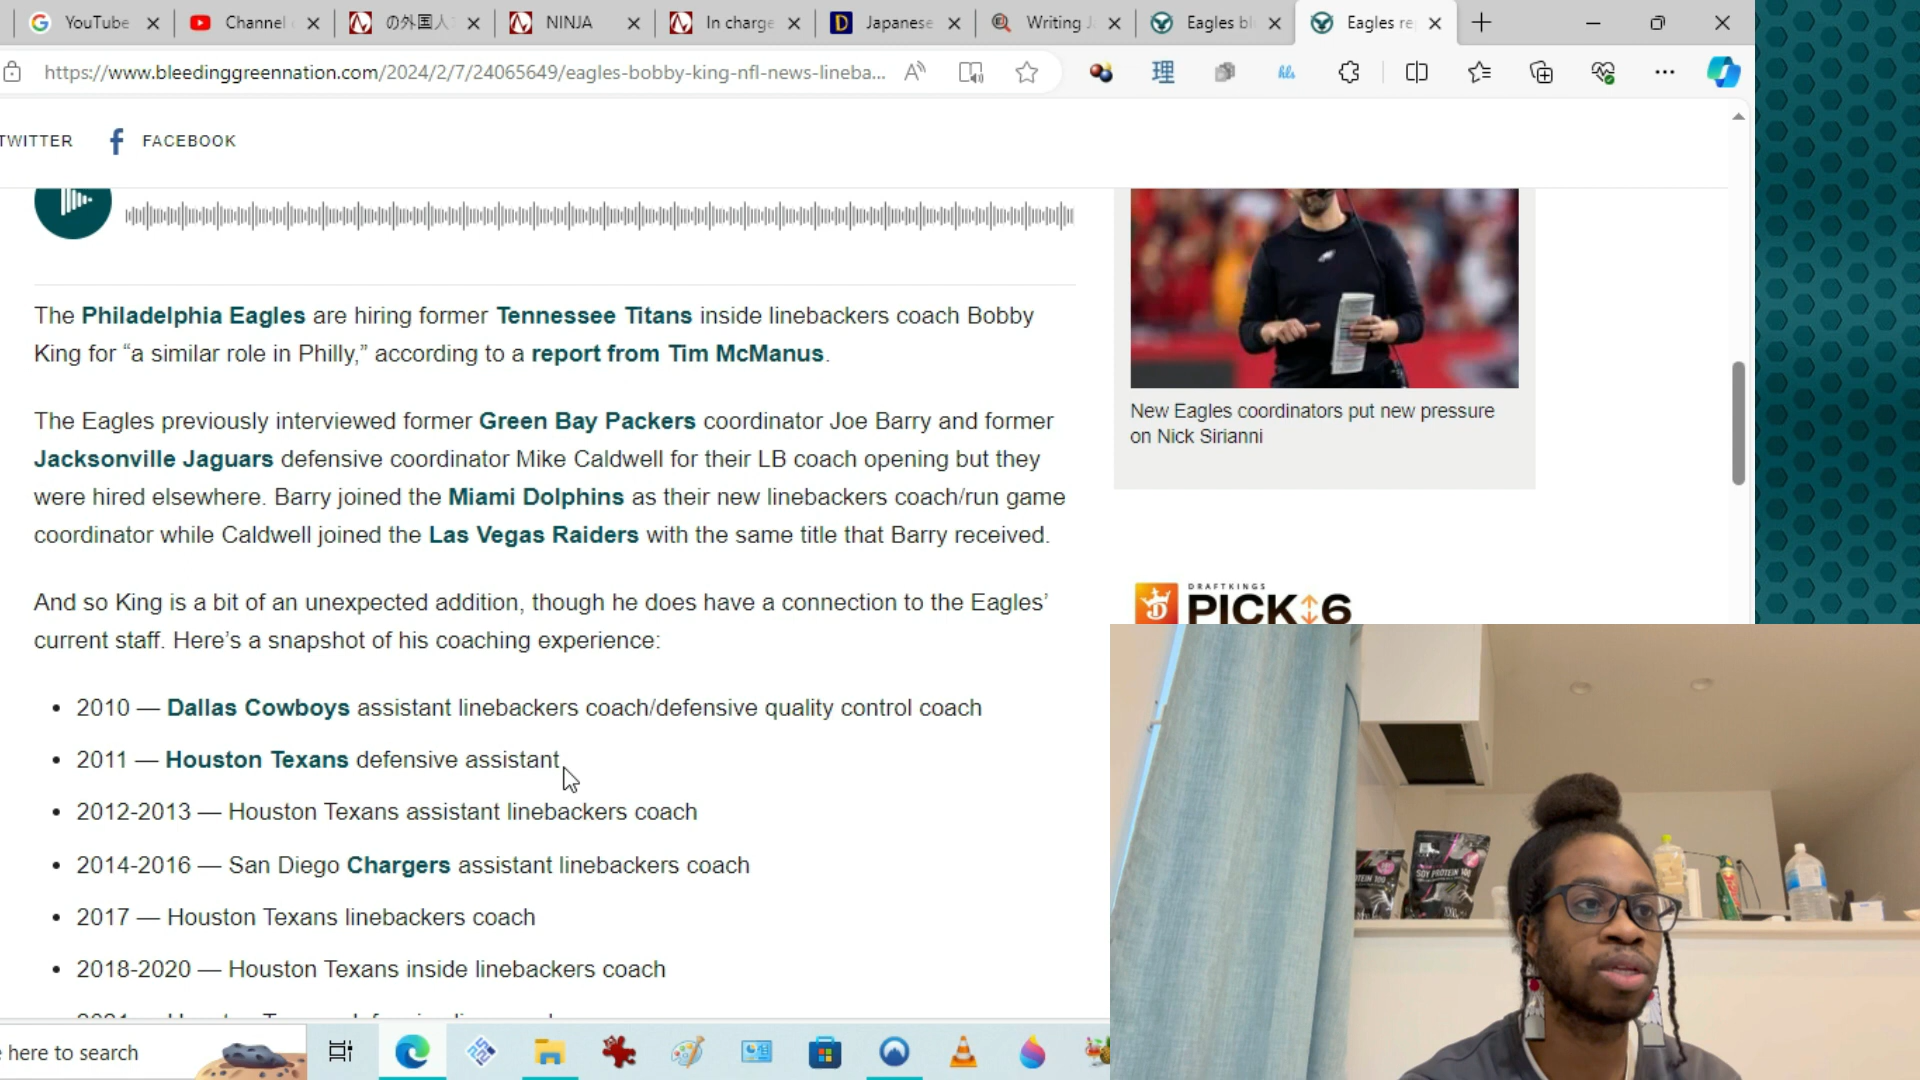 YouTube
Channel
の外国人
NINJA
In charge
Japanese
Writing J
Eagles bl
Eagles re
https://www.bleedinggreennation.com/2024/2/7/24065649/eagles-bobby-king-nfl-news-lineba...
理
hls
TWITTER
FACEBOOK
The Philadelphia Eagles are hiring former Tennessee Titans inside linebackers coach Bobby
King for “a similar role in Philly,” according to a report from Tim McManus.
The Eagles previously interviewed former Green Bay Packers coordinator Joe Barry and former
Jacksonville Jaguars defensive coordinator Mike Caldwell for their LB coach opening but they
were hired elsewhere. Barry joined the Miami Dolphins as their new linebackers coach/run game
coordinator while Caldwell joined the Las Vegas Raiders with the same title that Barry received.
And so King is a bit of an unexpected addition, though he does have a connection to the Eagles’
current staff. Here’s a snapshot of his coaching experience:
• 2010 — Dallas Cowboys assistant linebackers coach/defensive quality control coach
• 2011 — Houston Texans defensive assistant
• 2012-2013 — Houston Texans assistant linebackers coach
• 2014-2016 — San Diego Chargers assistant linebackers coach
• 2017 — Houston Texans linebackers coach
• 2018-2020 — Houston Texans inside linebackers coach
New Eagles coordinators put new pressure
on Nick Sirianni
DRAFTKINGS
PICK 6
SOY PROTEIN 100
here to search